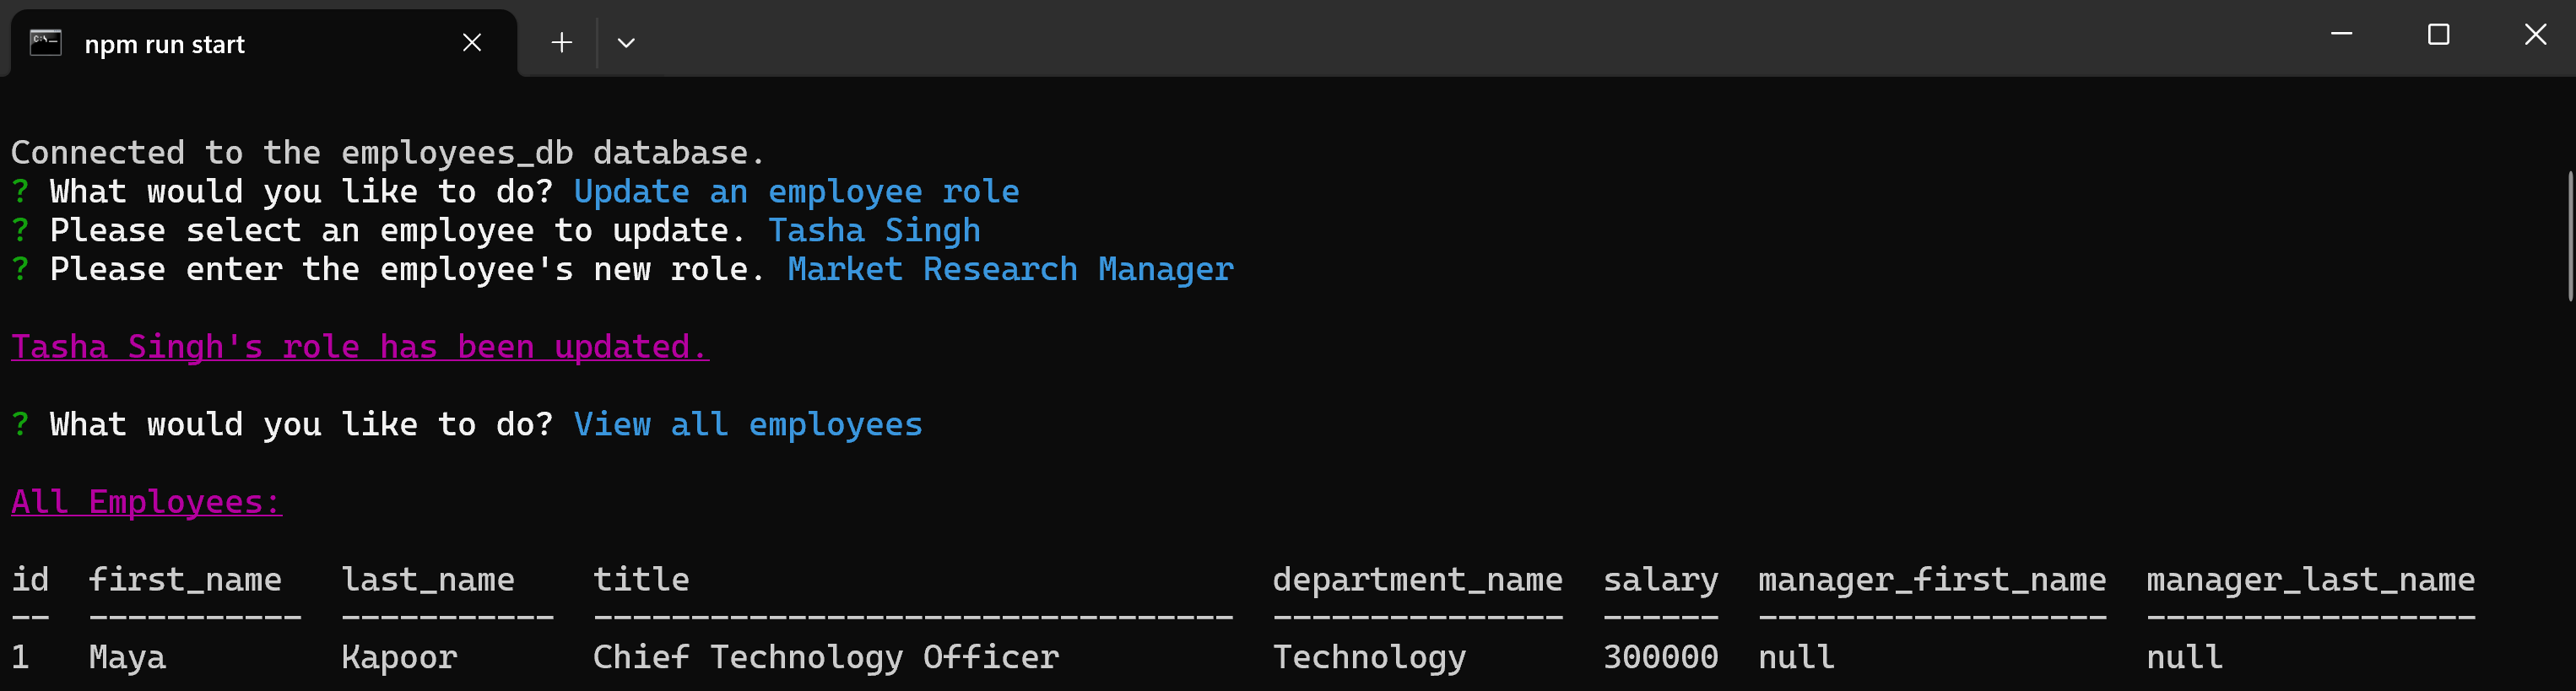 npm run start
Connected to the employees_db database.
? What would you like to do? Update an employee role
? Please select an employee to update. Tasha Singh
? Please enter the employee's new role. Market Research Manager
Tasha Singh's role has been updated.
? What would you like to do? View all employees
All Employees:
id  first_name   last_name    title                              department_name  salary  manager_first_name  manager_last_name
--  -----------  -----------  ---------------------------------  ---------------  ------  ------------------  -----------------
1   Maya         Kapoor       Chief Technology Officer           Technology       300000  null                null